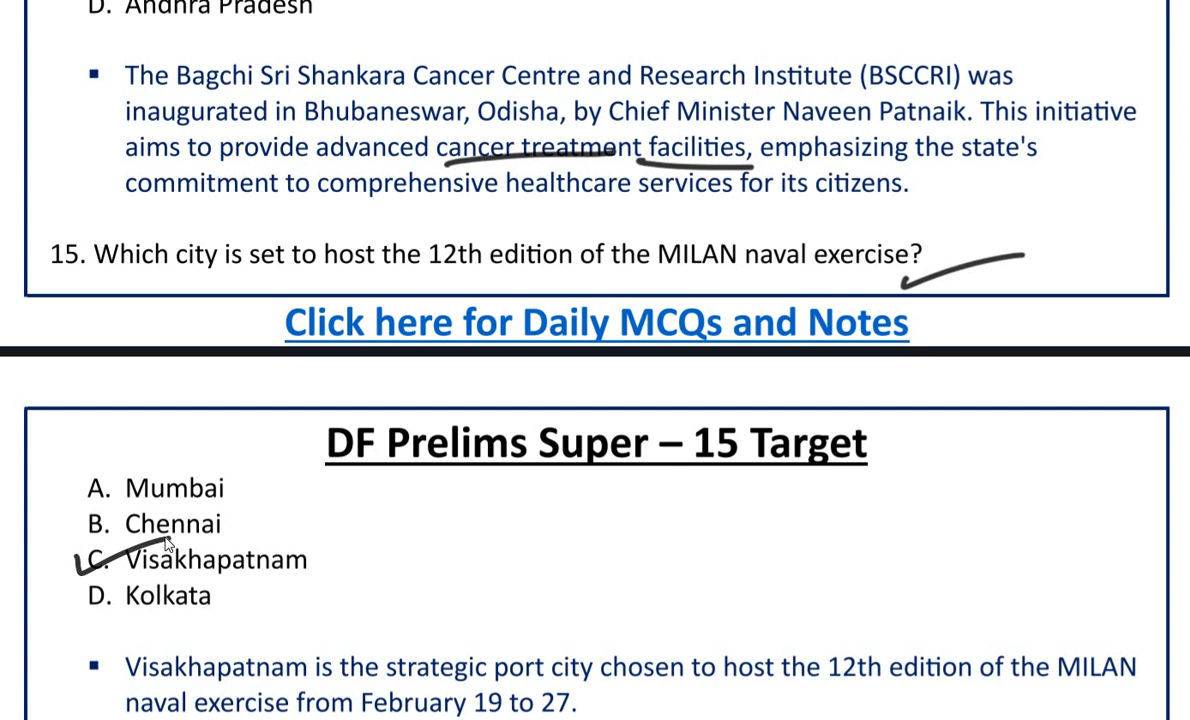 D. Andhra Pradesh
▪ The Bagchi Sri Shankara Cancer Centre and Research Institute (BSCCRI) was
inaugurated in Bhubaneswar, Odisha, by Chief Minister Naveen Patnaik. This initiative
aims to provide advanced cancer treatment facilities, emphasizing the state's
commitment to comprehensive healthcare services for its citizens.
15. Which city is set to host the 12th edition of the MILAN naval exercise?
Click here for Daily MCQs and Notes
DF Prelims Super – 15 Target
A. Mumbai
B. Chennai
C. Visakhapatnam
D. Kolkata
▪ Visakhapatnam is the strategic port city chosen to host the 12th edition of the MILAN
naval exercise from February 19 to 27.